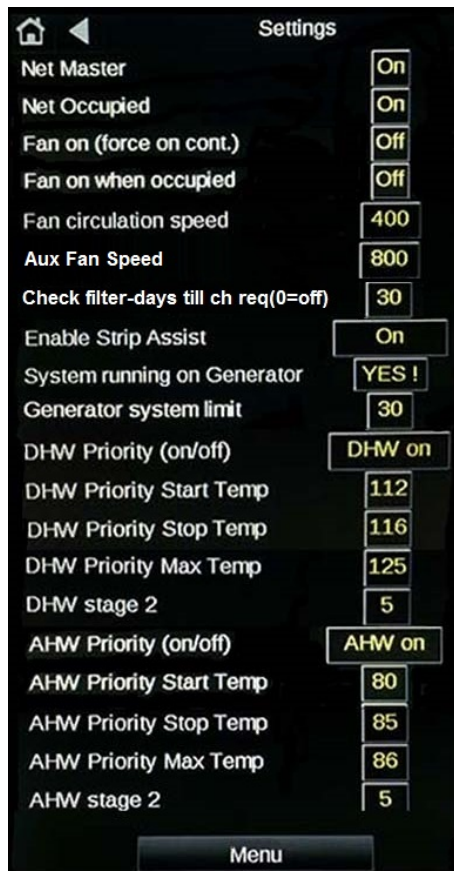 Settings
Net Master On
Net Occupied On
Fan on (force on cont.) Off
Fan on when occupied Off
Fan circulation speed 400
Aux Fan Speed 800
Check filter-days till ch req(0=off) 30
Enable Strip Assist On
System running on Generator YES !
Generator system limit 30
DHW Priority (on/off) DHW on
DHW Priority Start Temp 112
DHW Priority Stop Temp 116
DHW Priority Max Temp 125
DHW stage 2 5
AHW Priority (on/off) AHW on
AHW Priority Start Temp 80
AHW Priority Stop Temp 85
AHW Priority Max Temp 86
AHW stage 2 5
Menu